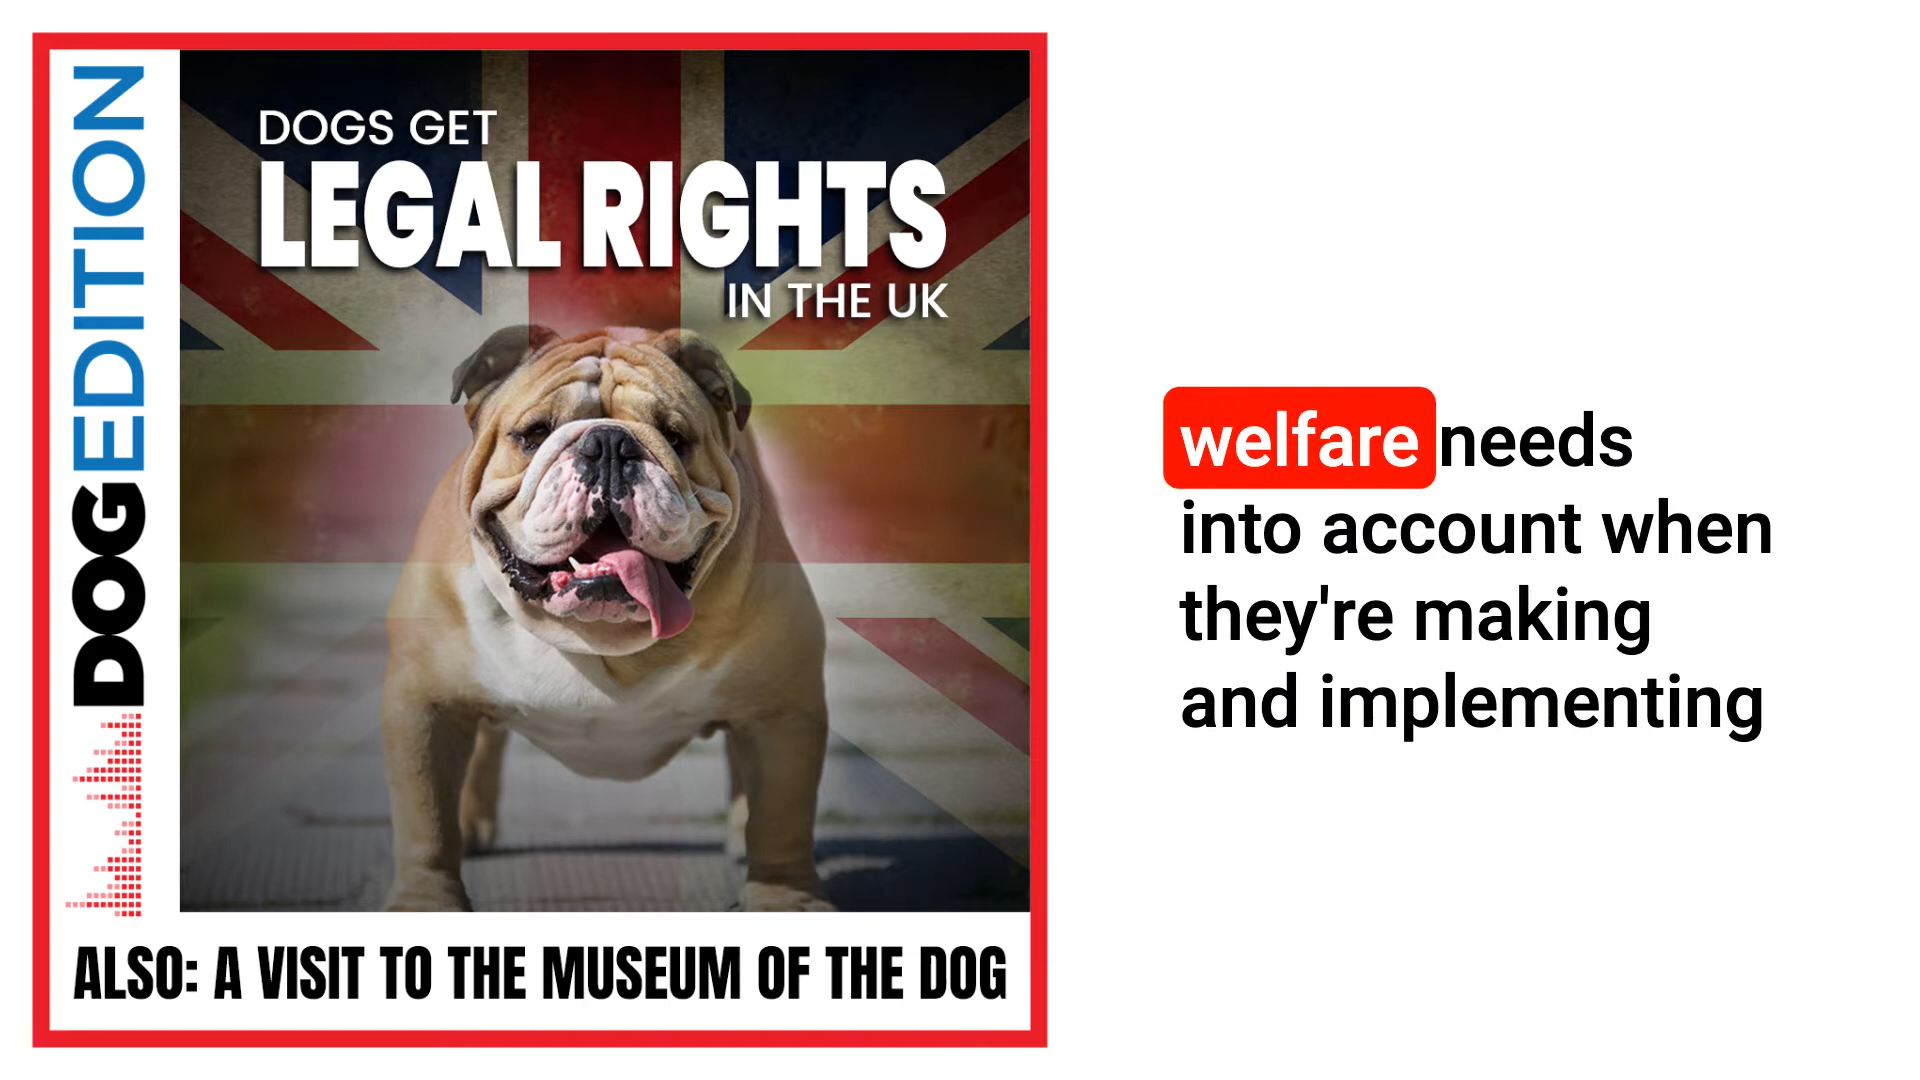 DOGEDITION
DOGS GET
LEGAL RIGHTS
IN THE UK
ALSO: A VISIT TO THE MUSEUM OF THE DOG
welfare needs
into account when
they're making
and implementing